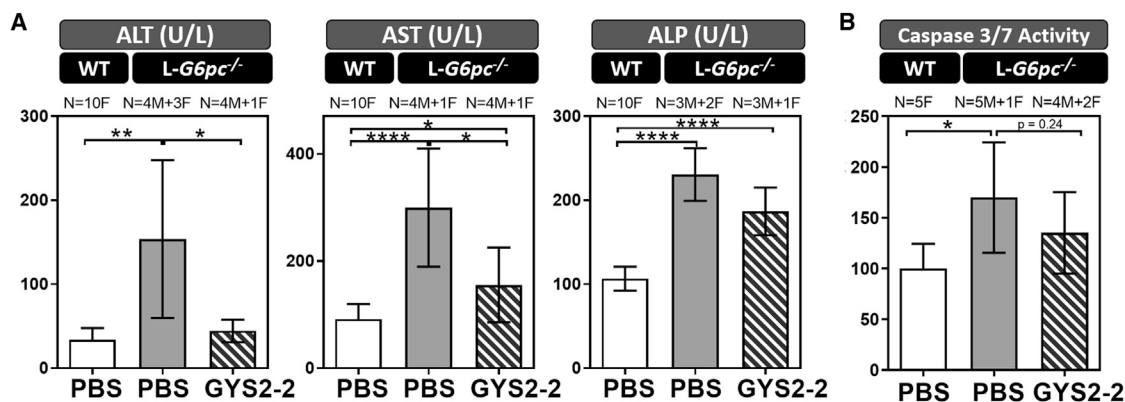 A
ALT (U/L)
WT L-G6pc-/-
N=10F N=4M+3F N=4M+1F
300
200
100
0
** *
PBS PBS GYS2-2
AST (U/L)
WT L-G6pc-/-
N=10F N=4M+1F N=4M+1F
400
200
0
*
**** *
PBS PBS GYS2-2
ALP (U/L)
WT L-G6pc-/-
N=10F N=3M+2F N=3M+1F
300
200
100
0
****
****
PBS PBS GYS2-2
B
Caspase 3/7 Activity
WT L-G6pc-/-
N=5F N=5M+1F N=4M+2F
250
200
150
100
50
0
* p = 0.24
PBS PBS GYS2-2